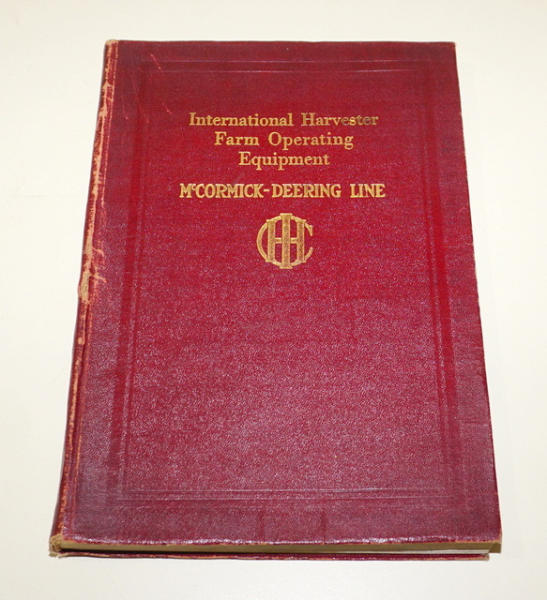 International Harvester
Farm Operating
Equipment
McCORMICK-DEERING LINE
IHC